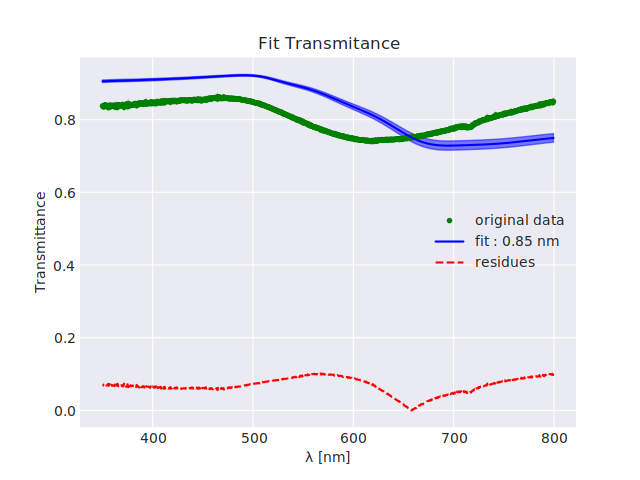 Fit Transmitance
Transmittance
0.8
0.6
0.4
0.2
0.0
original data
fit : 0.85 nm
residues
400 500 600 700 800
λ [nm]